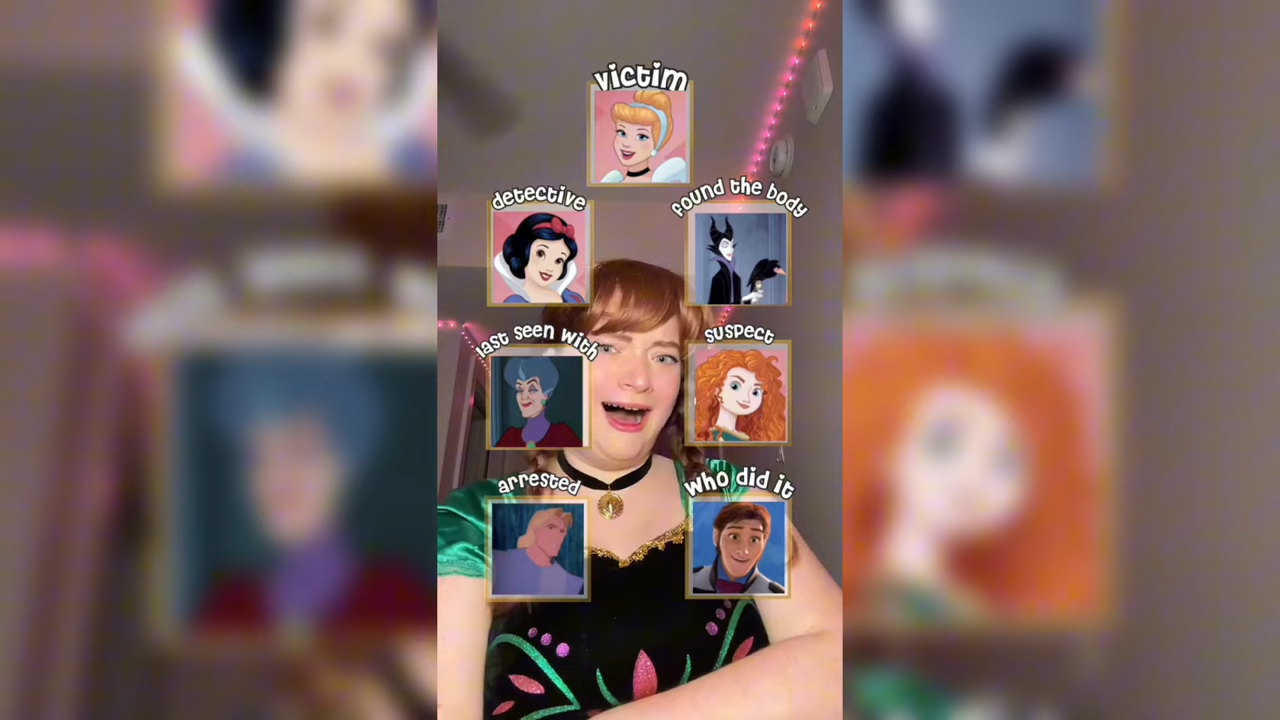 victim
detective
found the body
last seen with
suspect
arrested
who did it